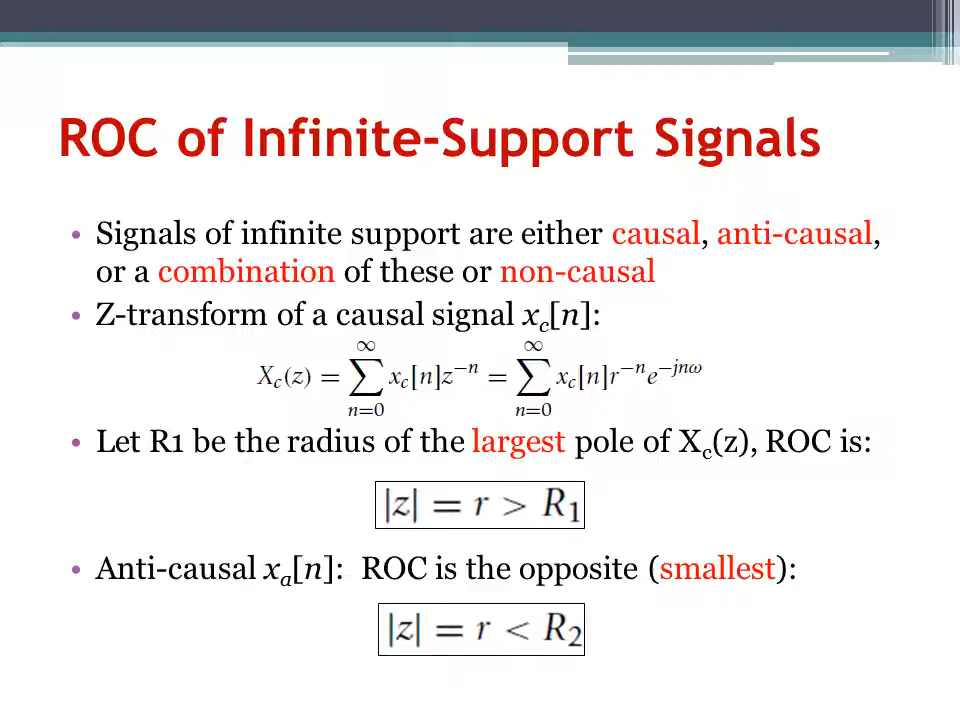 ROC of Infinite-Support Signals
• Signals of infinite support are either causal, anti-causal,
or a combination of these or non-causal
• Z-transform of a causal signal x_c[n]:
X_c(z) = ∑_{n=0}^{∞} x_c[n]z^{−n} = ∑_{n=0}^{∞} x_c[n]r^{−n}e^{−jnω}
• Let R1 be the radius of the largest pole of X_c(z), ROC is:
|z| = r > R_1
• Anti-causal x_a[n]: ROC is the opposite (smallest):
|z| = r < R_2